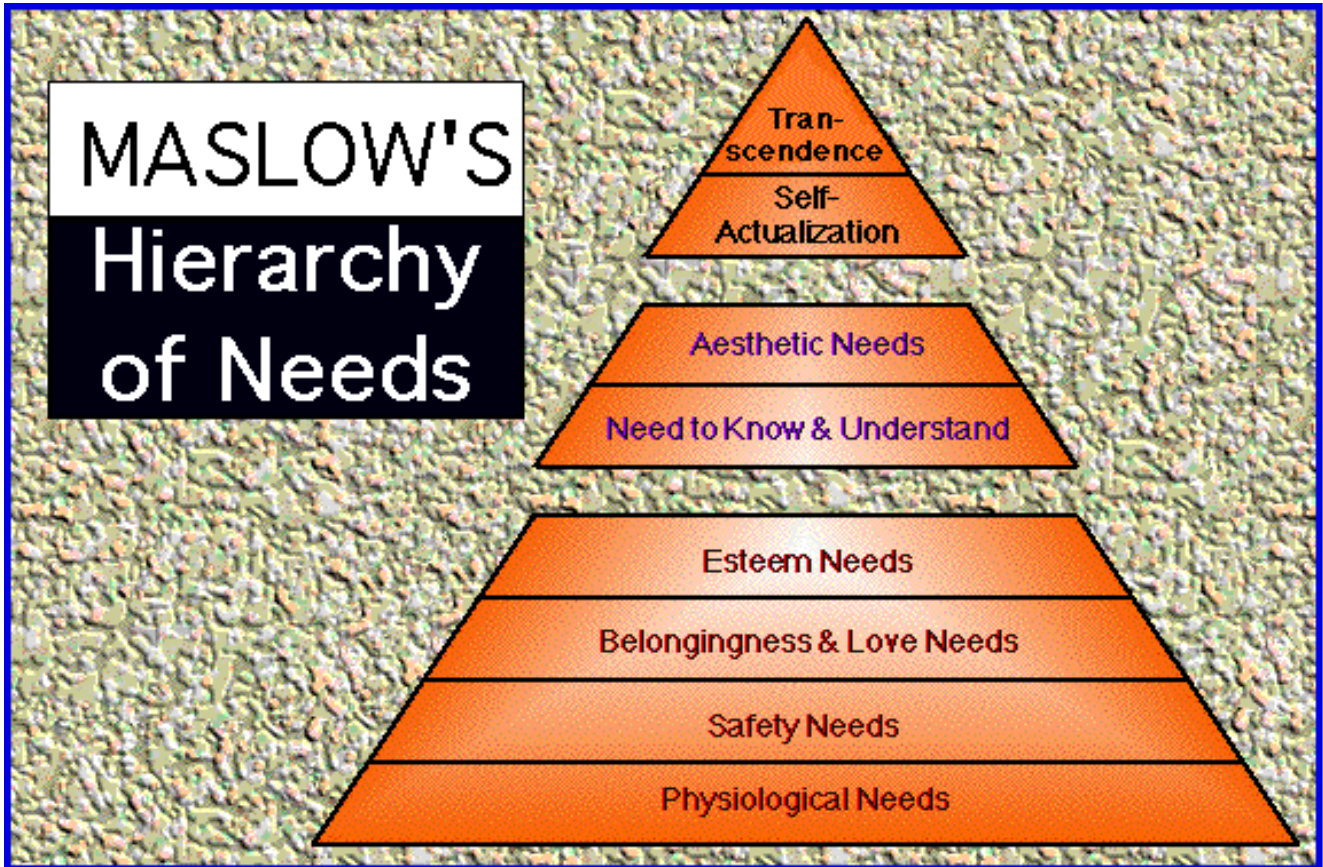 MASLOW'S
Hierarchy
of Needs
Tran-
scendence
Self-
Actualization
Aesthetic Needs
Need to Know & Understand
Esteem Needs
Belongingness & Love Needs
Safety Needs
Physiological Needs